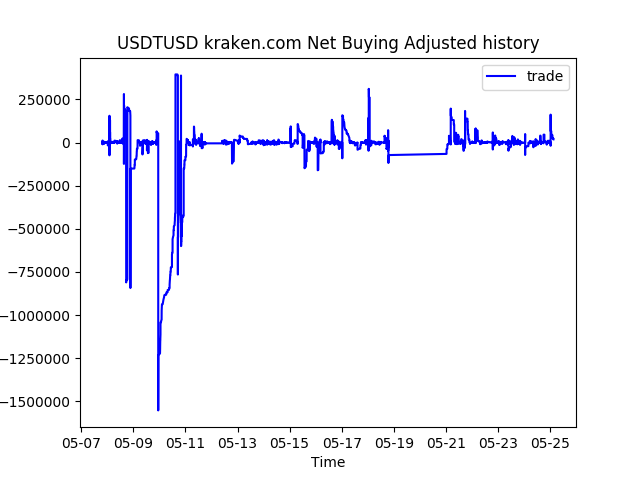 USDTUSD kraken.com Net Buying Adjusted history
trade
250000
0
−250000
−500000
−750000
−1000000
−1250000
−1500000
05-07 05-09 05-11 05-13 05-15 05-17 05-19 05-21 05-23 05-25
Time